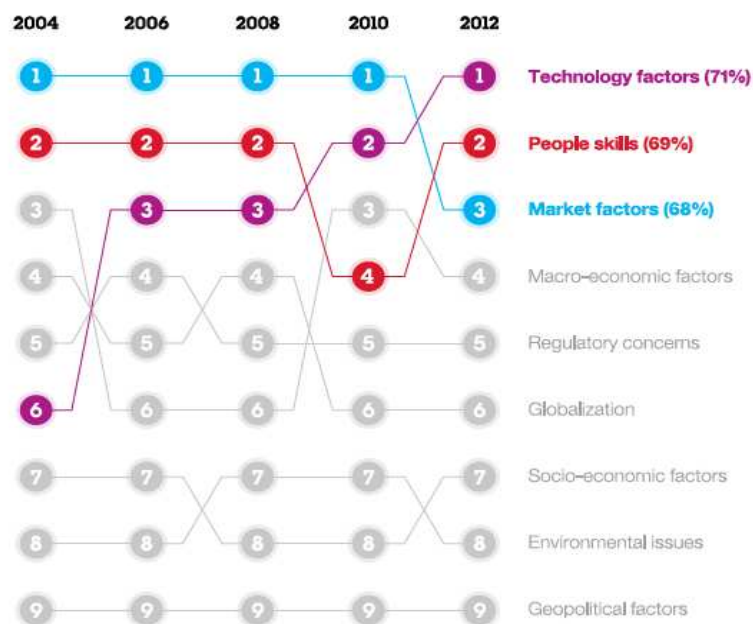 2004 2006 2008 2010 2012
1 1 1 1 1 Technology factors (71%)
2 2 2 2 2 People skills (69%)
3 3 3 3 3 Market factors (68%)
4 4 4 4 4 Macro-economic factors
5 5 5 5 5 Regulatory concerns
6 6 6 6 6 Globalization
7 7 7 7 7 Socio-economic factors
8 8 8 8 8 Environmental issues
9 9 9 9 9 Geopolitical factors